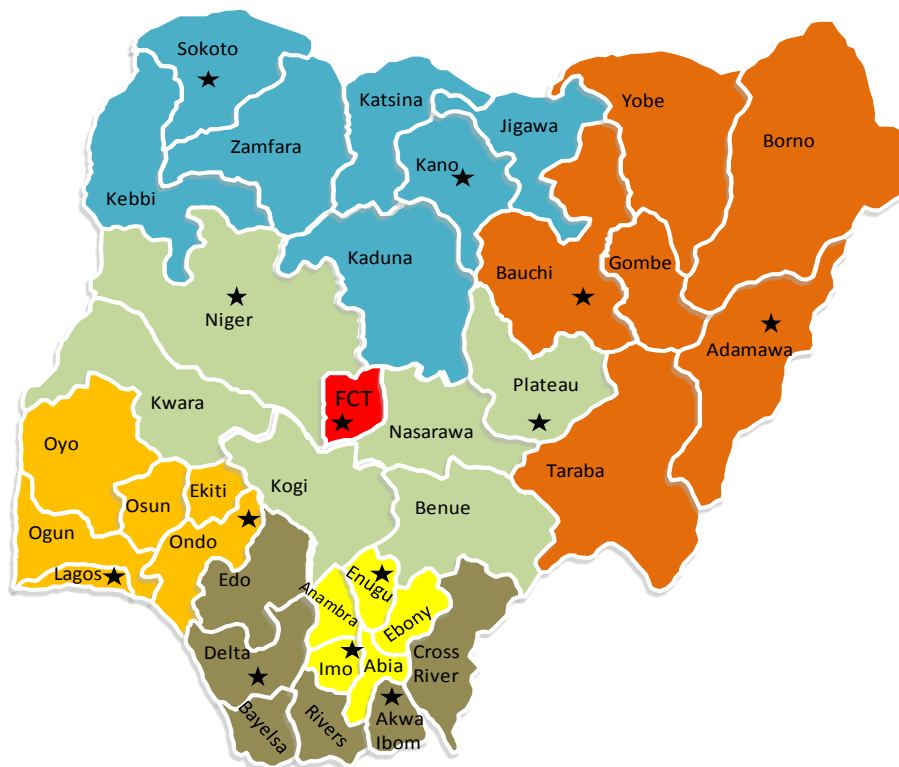 Sokoto
Katsina
Yobe
Jigawa
Borno
Zamfara
Kano
Kebbi
Kaduna
Bauchi
Gombe
Niger
Adamawa
Plateau
FCT
Kwara
Nasarawa
Oyo
Taraba
Ekiti
Kogi
Osun
Benue
Ogun
Ondo
Lagos
Edo
Enugu
Anambra
Ebony
Delta
Imo
Abia
Cross
River
Bayelsa
Rivers
Akwa
Ibom